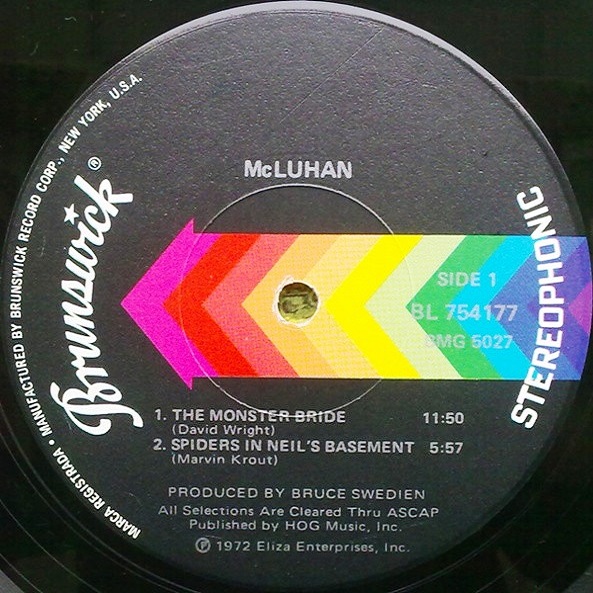 McLUHAN
Brunswick®
STEREOPHONIC
SIDE 1
BL 754177
BMG 5027
1. THE MONSTER BRIDE 11:50
(David Wright)
2. SPIDERS IN NEIL'S BASEMENT 5:57
(Marvin Krout)
PRODUCED BY BRUCE SWEDIEN
All Selections are Cleared Thru ASCAP
Published by HOG Music, Inc.
℗ 1972 Eliza Enterprises, Inc.
MARCA REGISTRADA • MANUFACTURED BY BRUNSWICK RECORD CORP., NEW YORK, U.S.A.